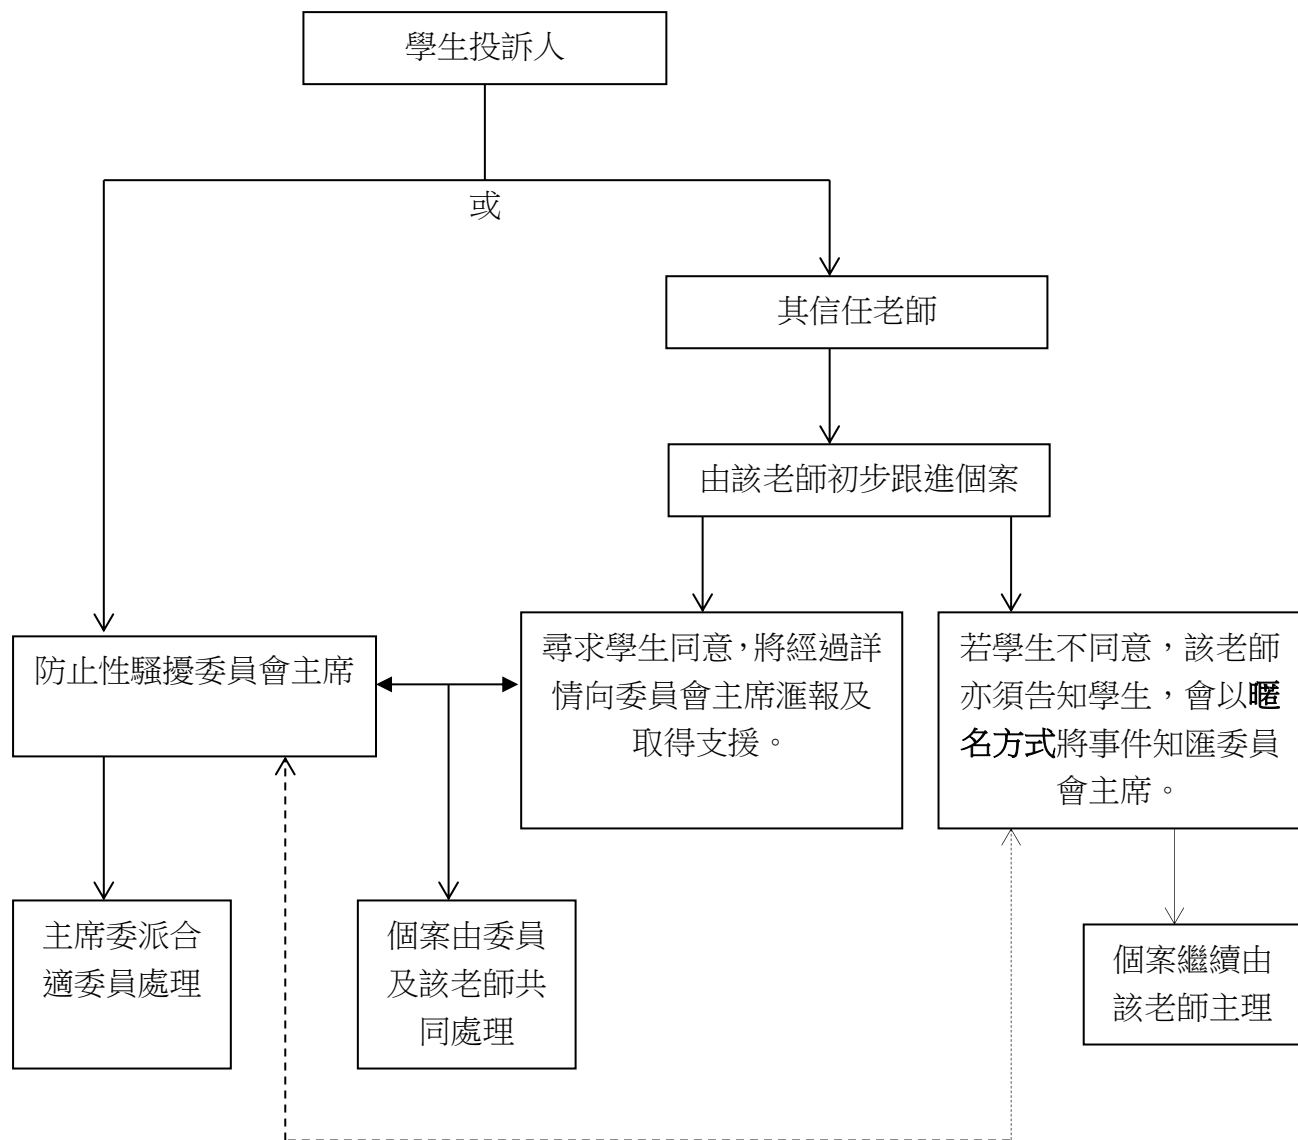 學生投訴人
或
其信任老師
由該老師初步跟進個案
防止性騷擾委員會主席
尋求學生同意,將經過詳
情向委員會主席滙報及
取得支援。
若學生不同意,該老師
亦須告知學生,會以暱
名方式將事件知匯委員
會主席。
主席委派合
適委員處理
個案由委員
及該老師共
同處理
個案繼續由
該老師主理